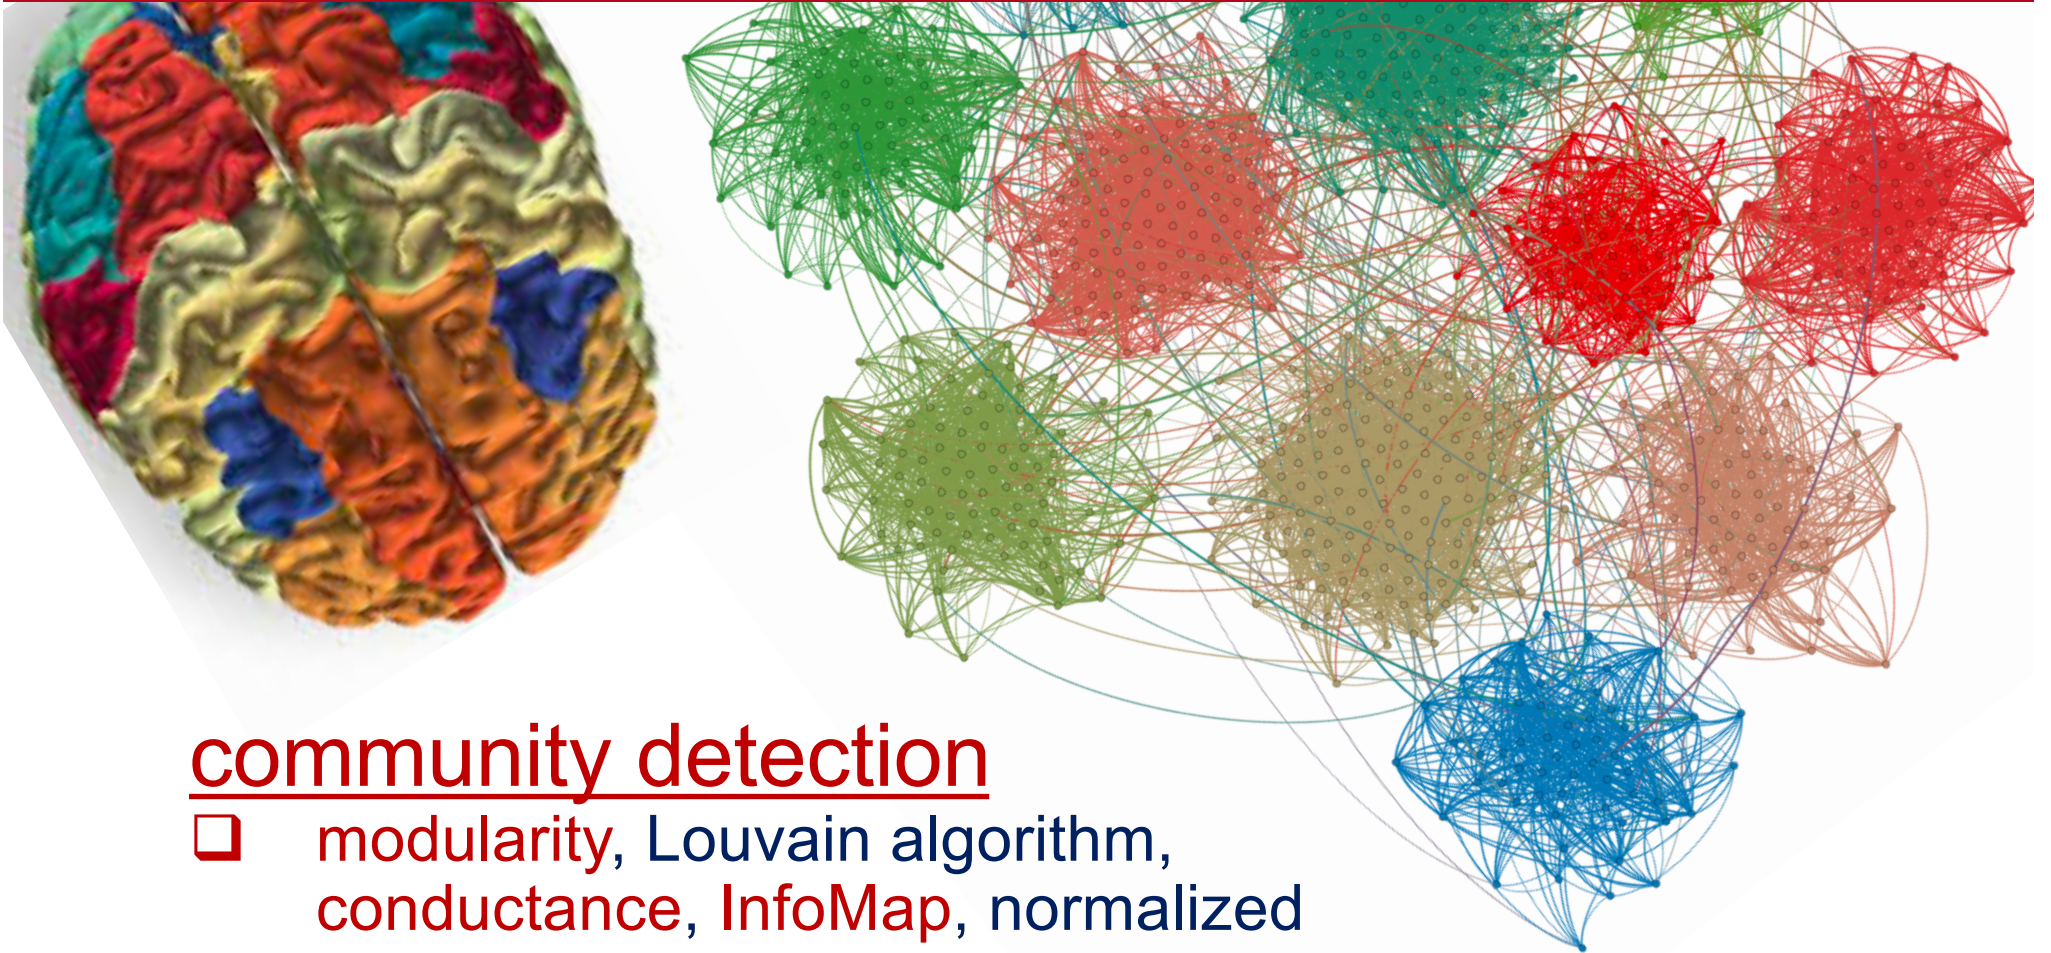 community detection
❑ modularity, Louvain algorithm,
conductance, InfoMap, normalized